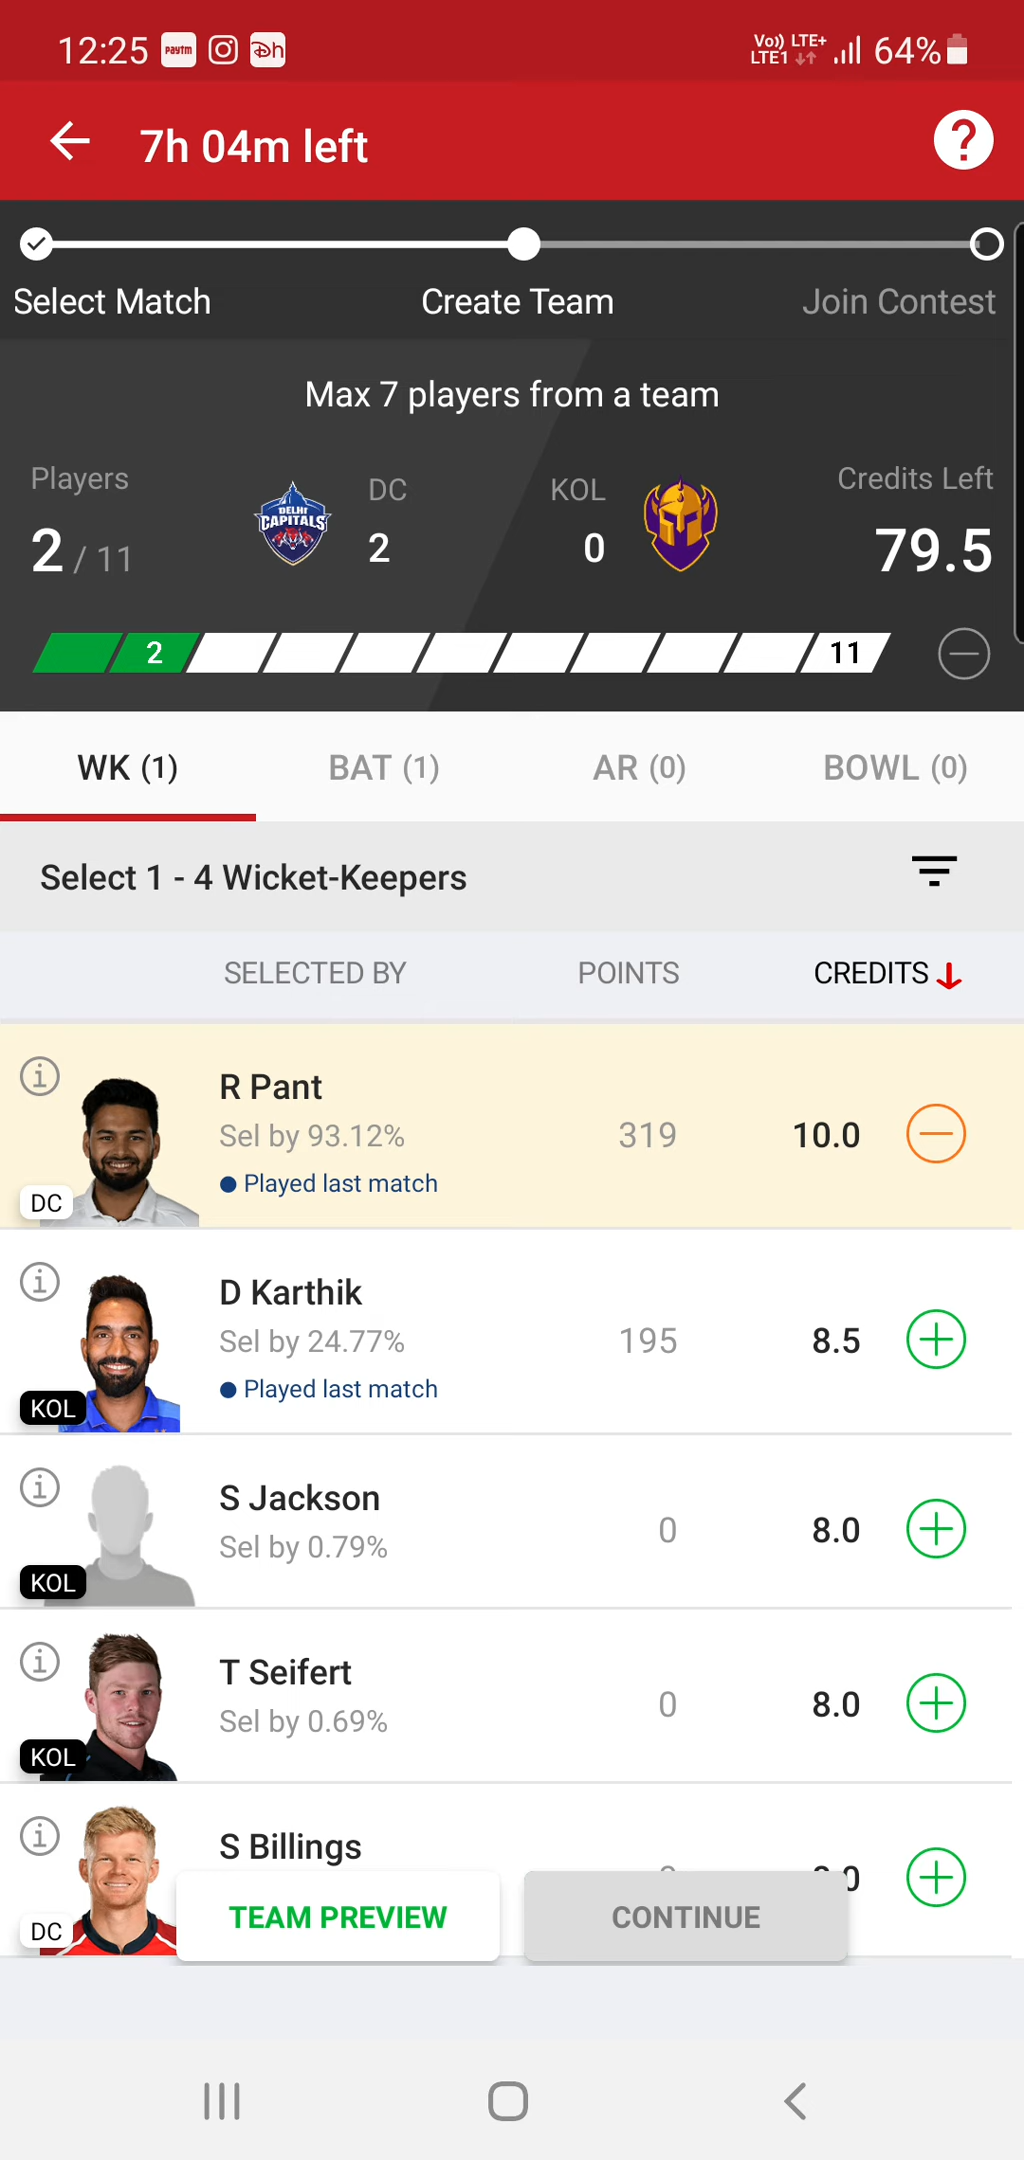 12:25 paytm Dh Vo)) LTE+ LTE1 64%
7h 04m left ?
Select Match Create Team Join Contest
Max 7 players from a team
Players DC KOL Credits Left
DELHI CAPITALS
2 / 11 2 0 79.5
2 11
WK (1) BAT (1) AR (0) BOWL (0)
Select 1 - 4 Wicket-Keepers
SELECTED BY POINTS CREDITS
R Pant
Sel by 93.12% 319 10.0
Played last match
DC
D Karthik
Sel by 24.77% 195 8.5
Played last match
KOL
S Jackson
Sel by 0.79% 0 8.0
KOL
T Seifert
Sel by 0.69% 0 8.0
KOL
S Billings
DC
TEAM PREVIEW CONTINUE